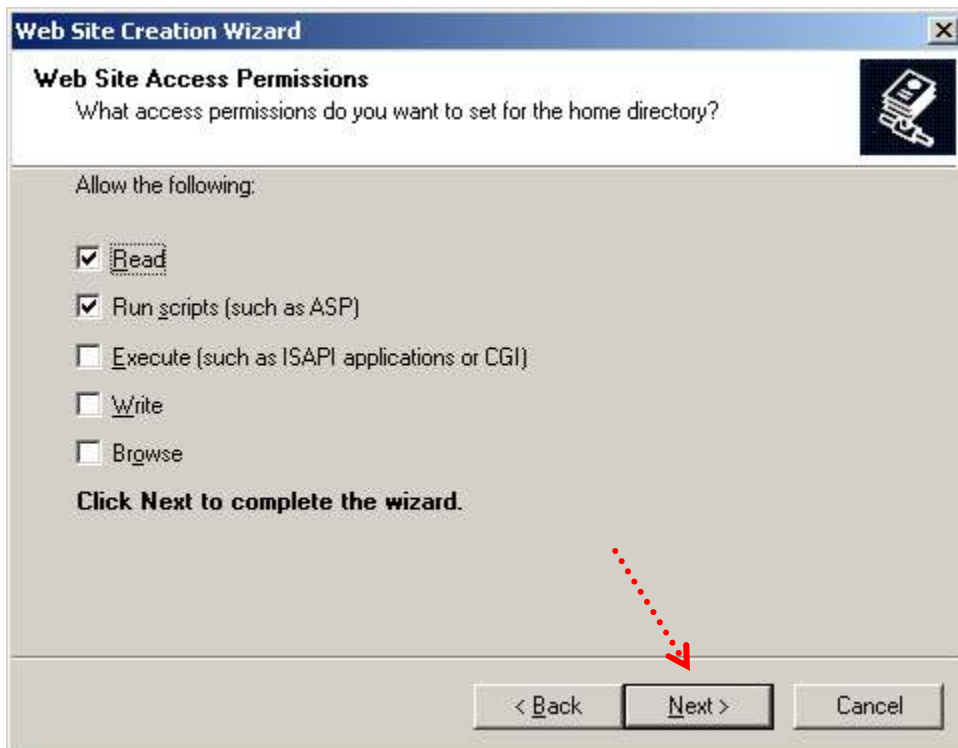 Web Site Creation Wizard
Web Site Access Permissions
What access permissions do you want to set for the home directory?
Allow the following:
Read
Run scripts (such as ASP)
Execute (such as ISAPI applications or CGI)
Write
Browse
Click Next to complete the wizard.
< Back Next > Cancel